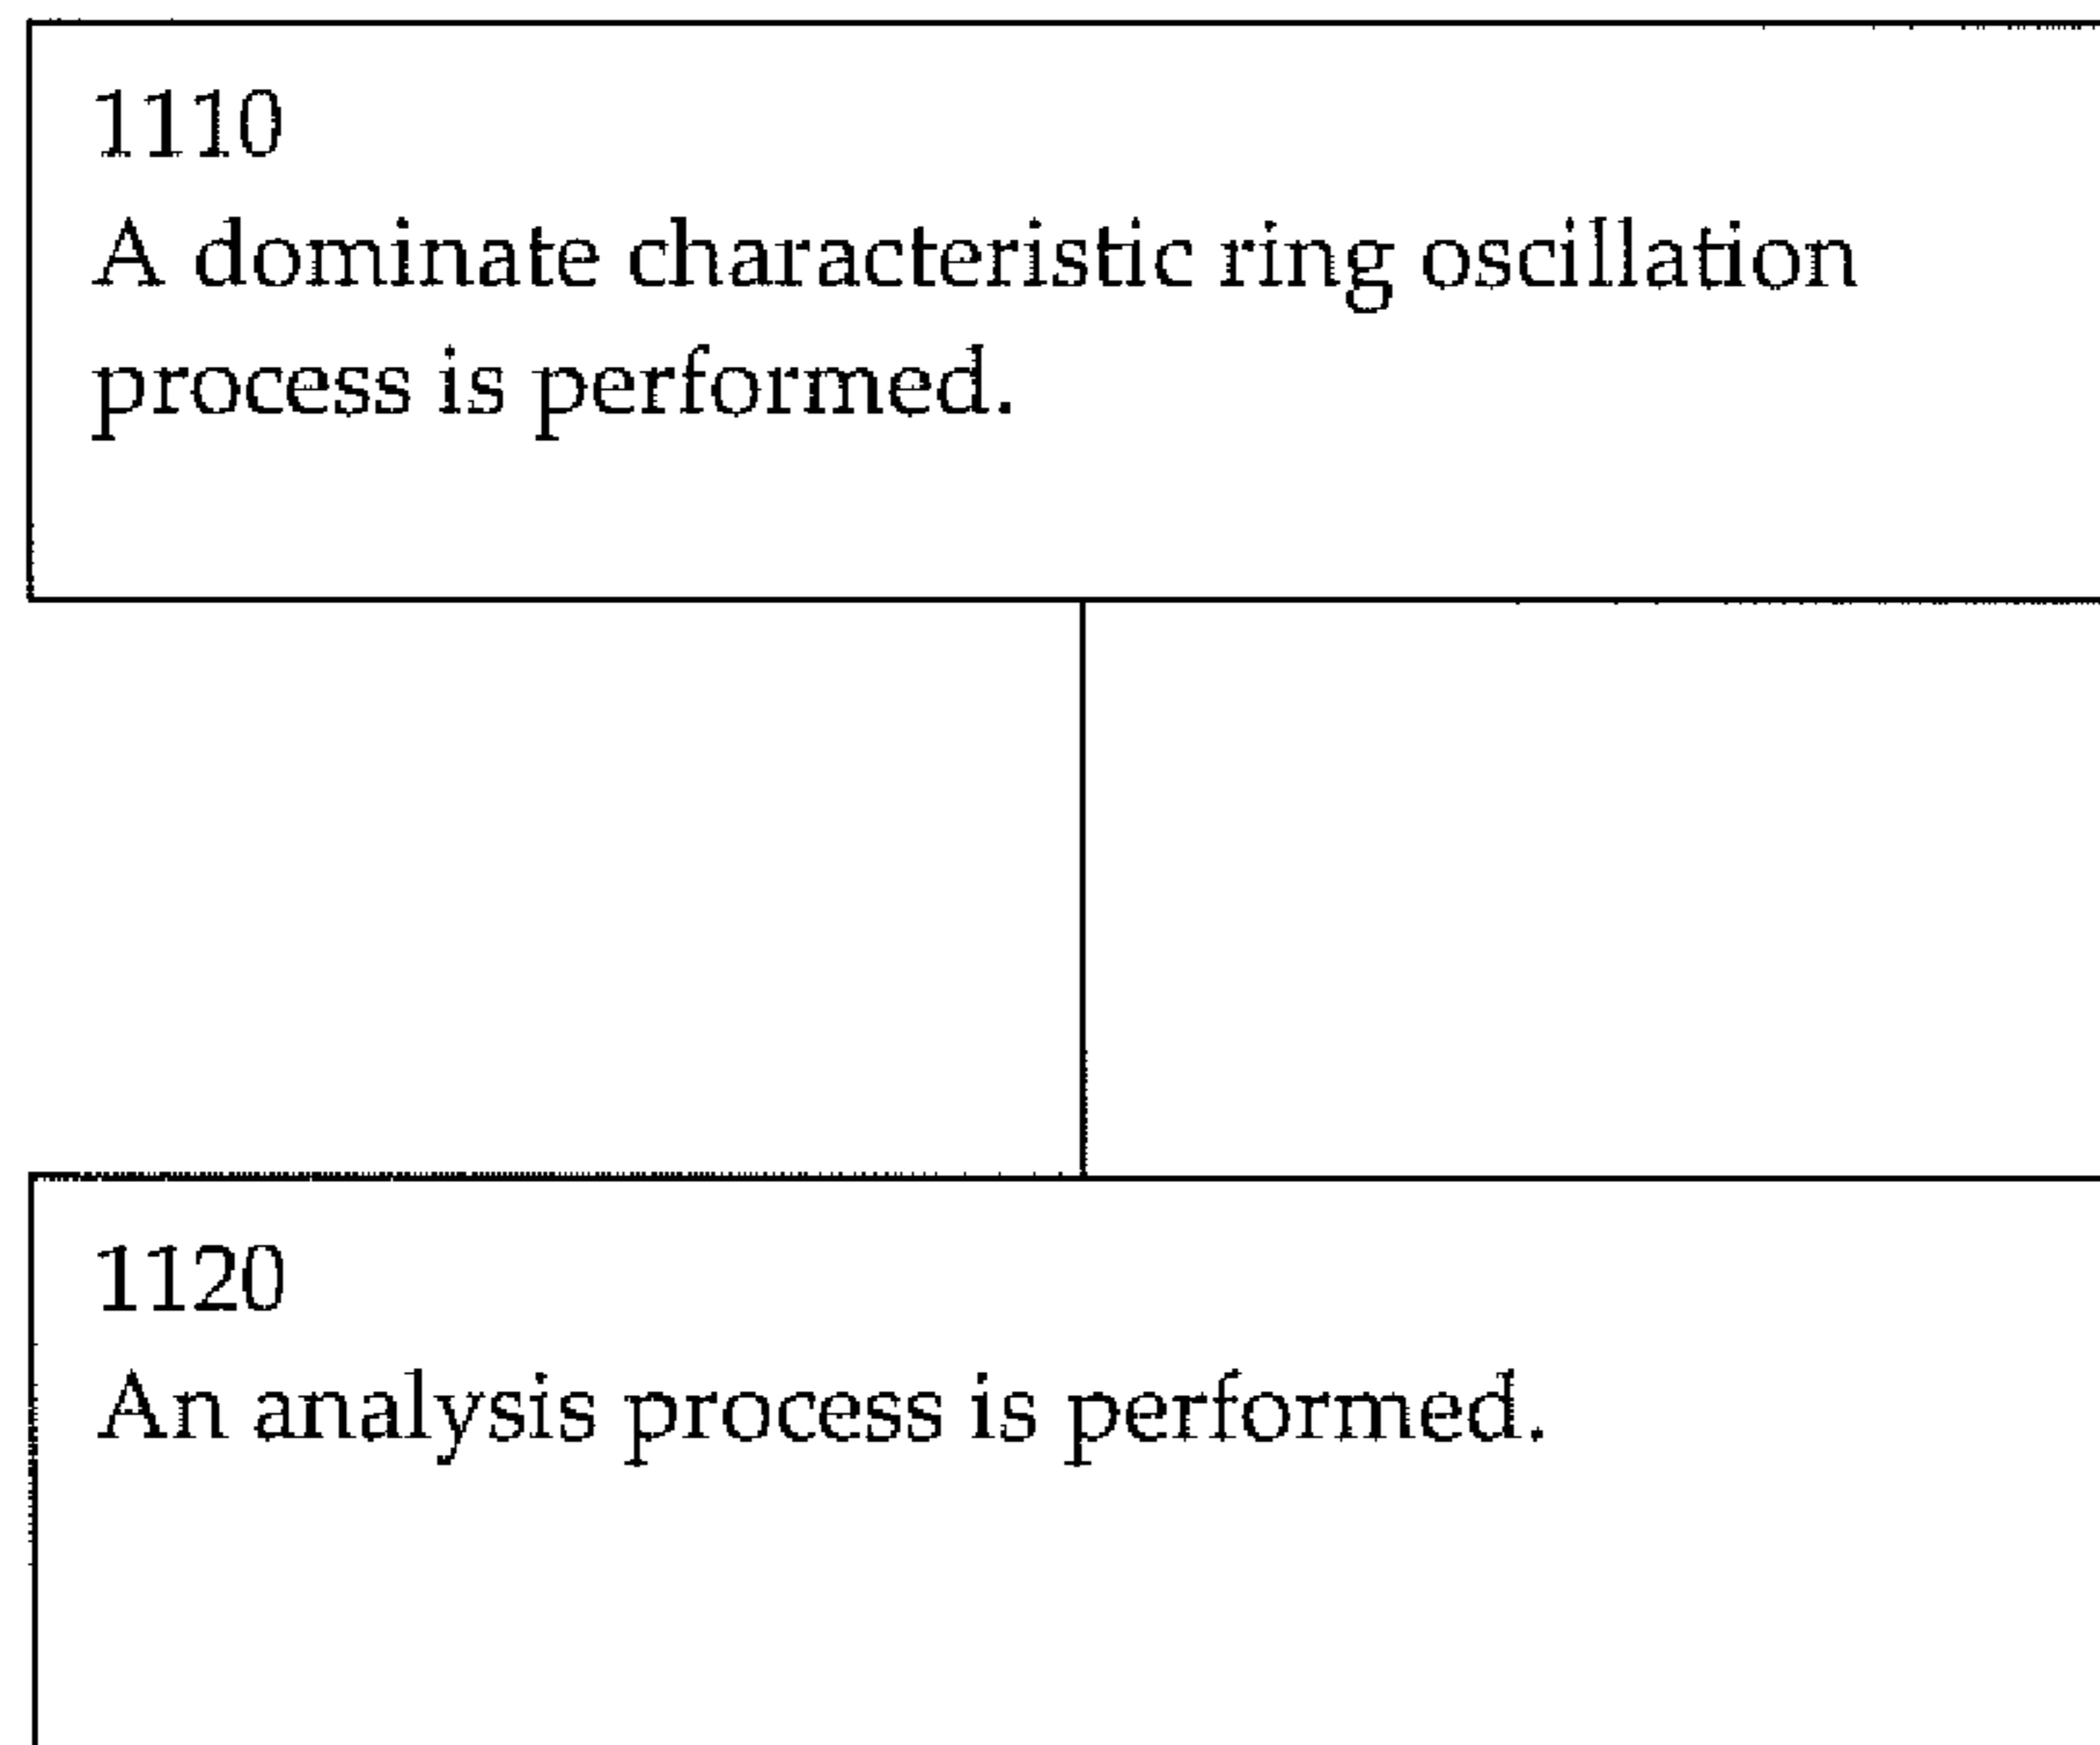 1110
A dominate characteristic ring oscillation
process is performed.
1120
An analysis process is performed.